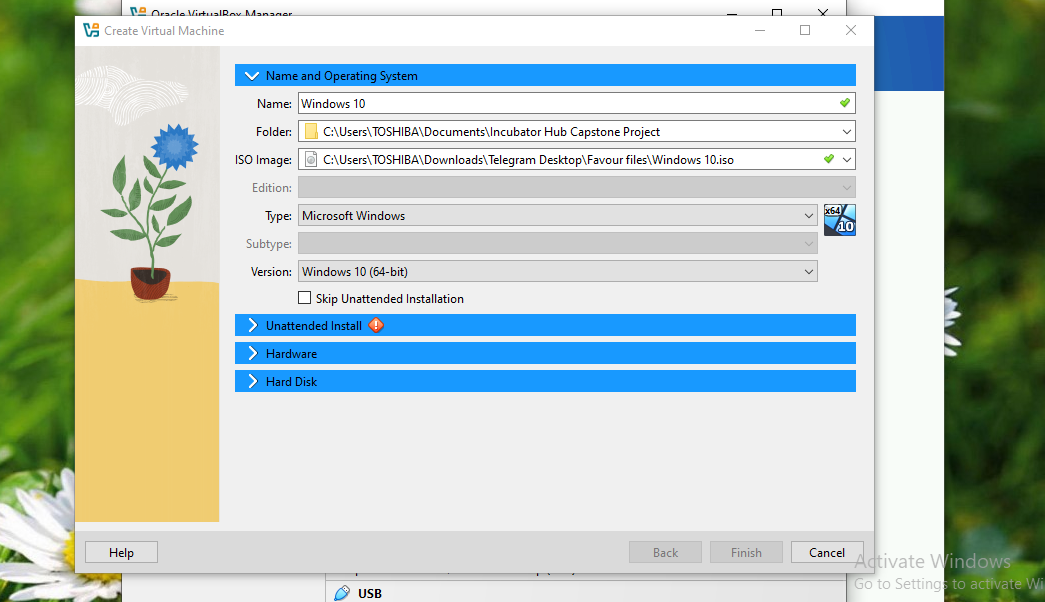 Oracle VirtualBox Manager
Create Virtual Machine
Name and Operating System
Name: Windows 10
Folder: C:\Users\TOSHIBA\Documents\Incubator Hub Capstone Project
ISO Image: C:\Users\TOSHIBA\Downloads\Telegram Desktop\Favour files\Windows 10.iso
Edition:
Type: Microsoft Windows
x64
10
Subtype:
Version: Windows 10 (64-bit)
Skip Unattended Installation
Unattended Install
Hardware
Hard Disk
Help Back Finish Cancel
Activate Windows
Go to Settings to activate Wi
USB